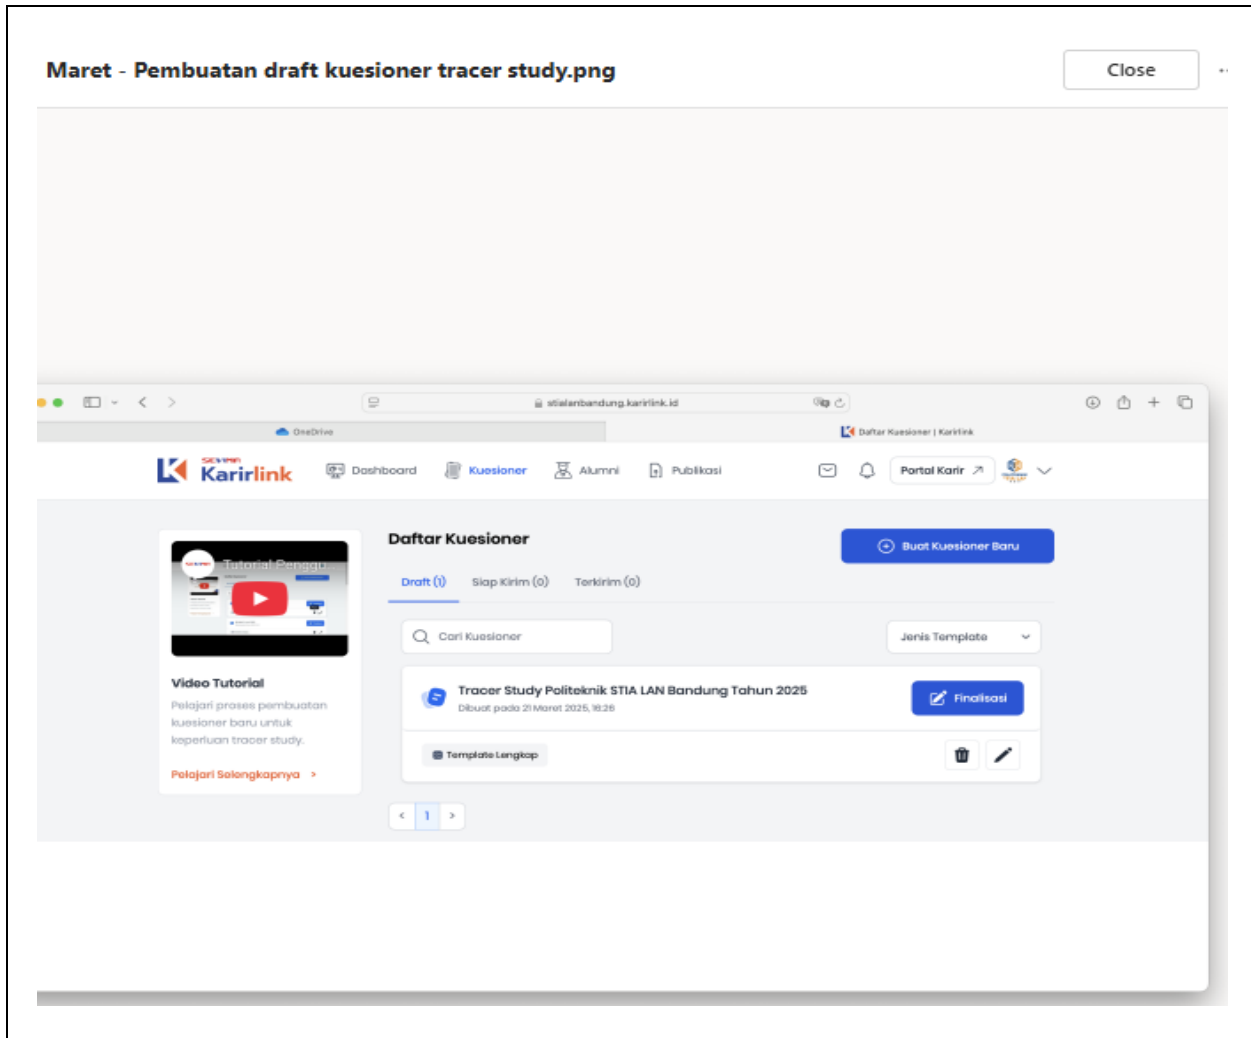 Maret - Pembuatan draft kuesioner tracer study.png
Close
stialanbandung.karirlink.id
OneDrive
Daftar Kuesioner | Karirlink
SEVIMA
Karirlink
Dashboard
Kuesioner
Alumni
Publikasi
Portal Karir
Tutorial Penggu
Daftar Kuesioner
Buat Kuesioner Baru
Draft (1)
Siap Kirim (0)
Terkirim (0)
Cari Kuesioner
Jenis Template
Video Tutorial
Pelajari proses pembuatan
kuesioner baru untuk
keperluan tracer study.
Pelajari Selengkapnya >
Tracer Study Politeknik STIA LAN Bandung Tahun 2025
Dibuat pada 21 Maret 2025, 16:26
Finalisasi
Template Lengkap
< 1 >